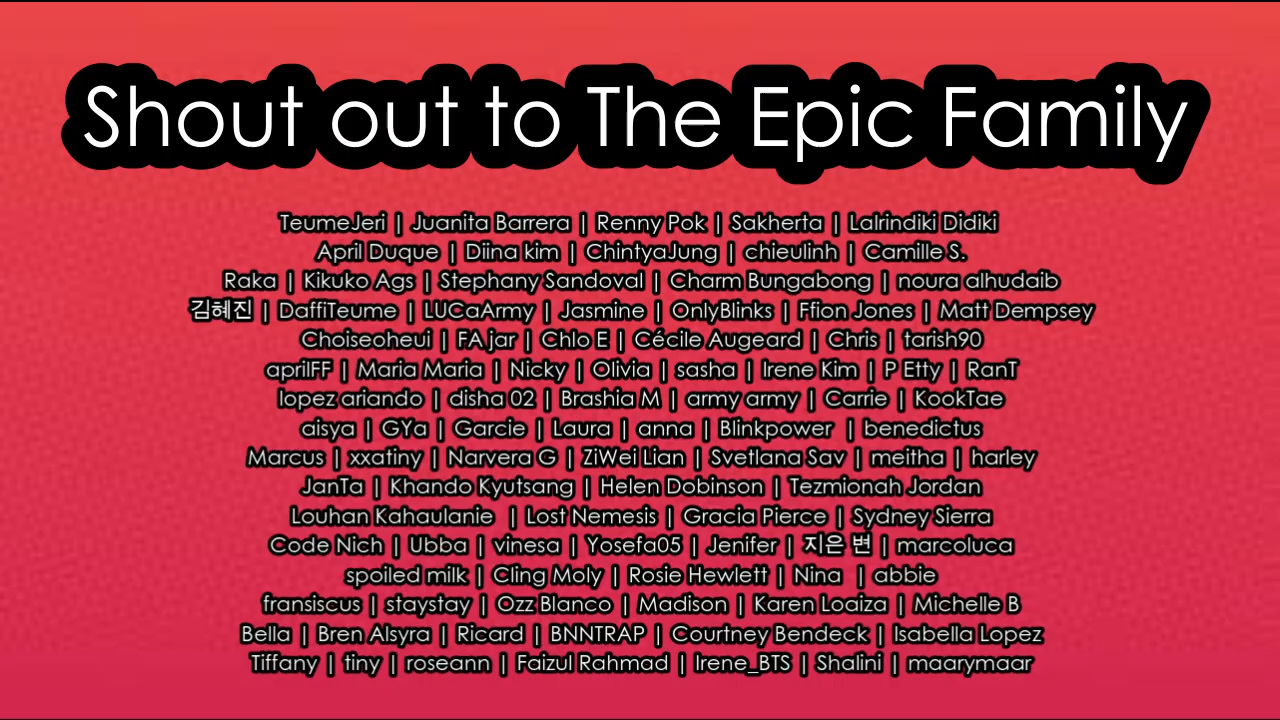 Shout out to The Epic Family
TeumeJeri | Juanita Barrera | Renny Pok | Sakherta | Lalrindiki Didiki
April Duque | Diina kim | ChintyaJung | chieulinh | Camille S.
Raka | Kikuko Ags | Stephany Sandoval | Charm Bungabong | noura alhudaib
김혜진 | DaffiTeume | LUCaArmy | Jasmine | OnlyBlinks | Ffion Jones | Matt Dempsey
Choiseoheui | FAjar | Chlo E | Cécile Augeard | Chris | tarish90
aprilFF | Maria Maria | Nicky | Olivia | sasha | Irene Kim | P Etty | RanT
lopez ariando | disha 02 | Brashia M | army army | Carrie | KookTae
aisya | GYa | Garcie | Laura | anna | Blinkpower | benedictus
Marcus | xxatiny | Narvera G | ZiWei Lian | Svetlana Sav | meitha | harley
JanTa | Khando Kyutsang | Helen Dobinson | Tezmionah Jordan
Louhan Kahaulanie | Lost Nemesis | Gracia Pierce | Sydney Sierra
Code Nich | Ubba | vinesa | Yosefa05 | Jenifer | 지은 변 | marcoluca
spoiled milk | Cling Moly | Rosie Hewlett | Nina | abbie
fransiscus | staystay | Ozz Blanco | Madison | Karen Loaiza | Michelle B
Bella | Bren Alsyra | Ricard | BNNTRAP | Courtney Bendeck | Isabella Lopez
Tiffany | tiny | roseann | Faizul Rahmad | Irene_BTS | Shalini | maarymaar